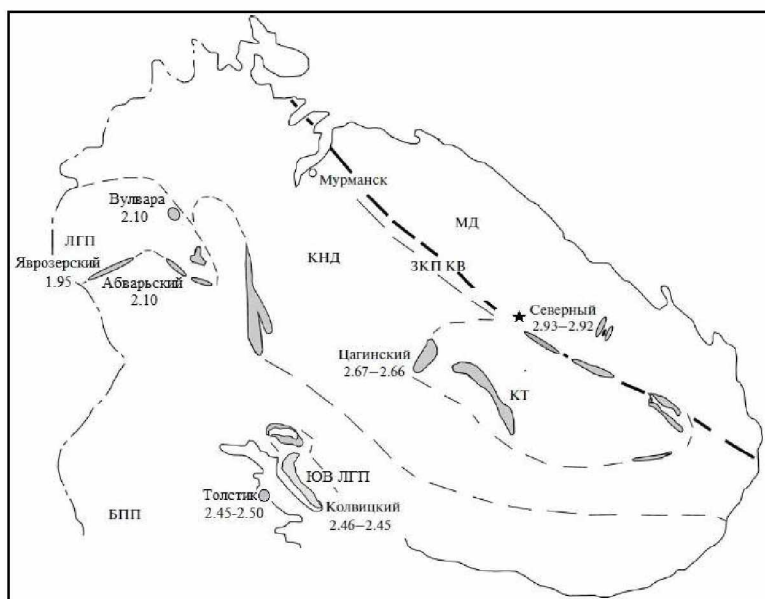 Мурманск
Вулвара
2.10
МД
ЛГП
КНД
ЗКП КВ
Яврозерский
1.95
Абварьский
2.10
Северный
2.93–2.92
Цагинский
2.67–2.66
КТ
ЮВ ЛГП
Толстик
2.45-2.50
Колвицкий
2.46–2.45
БПП